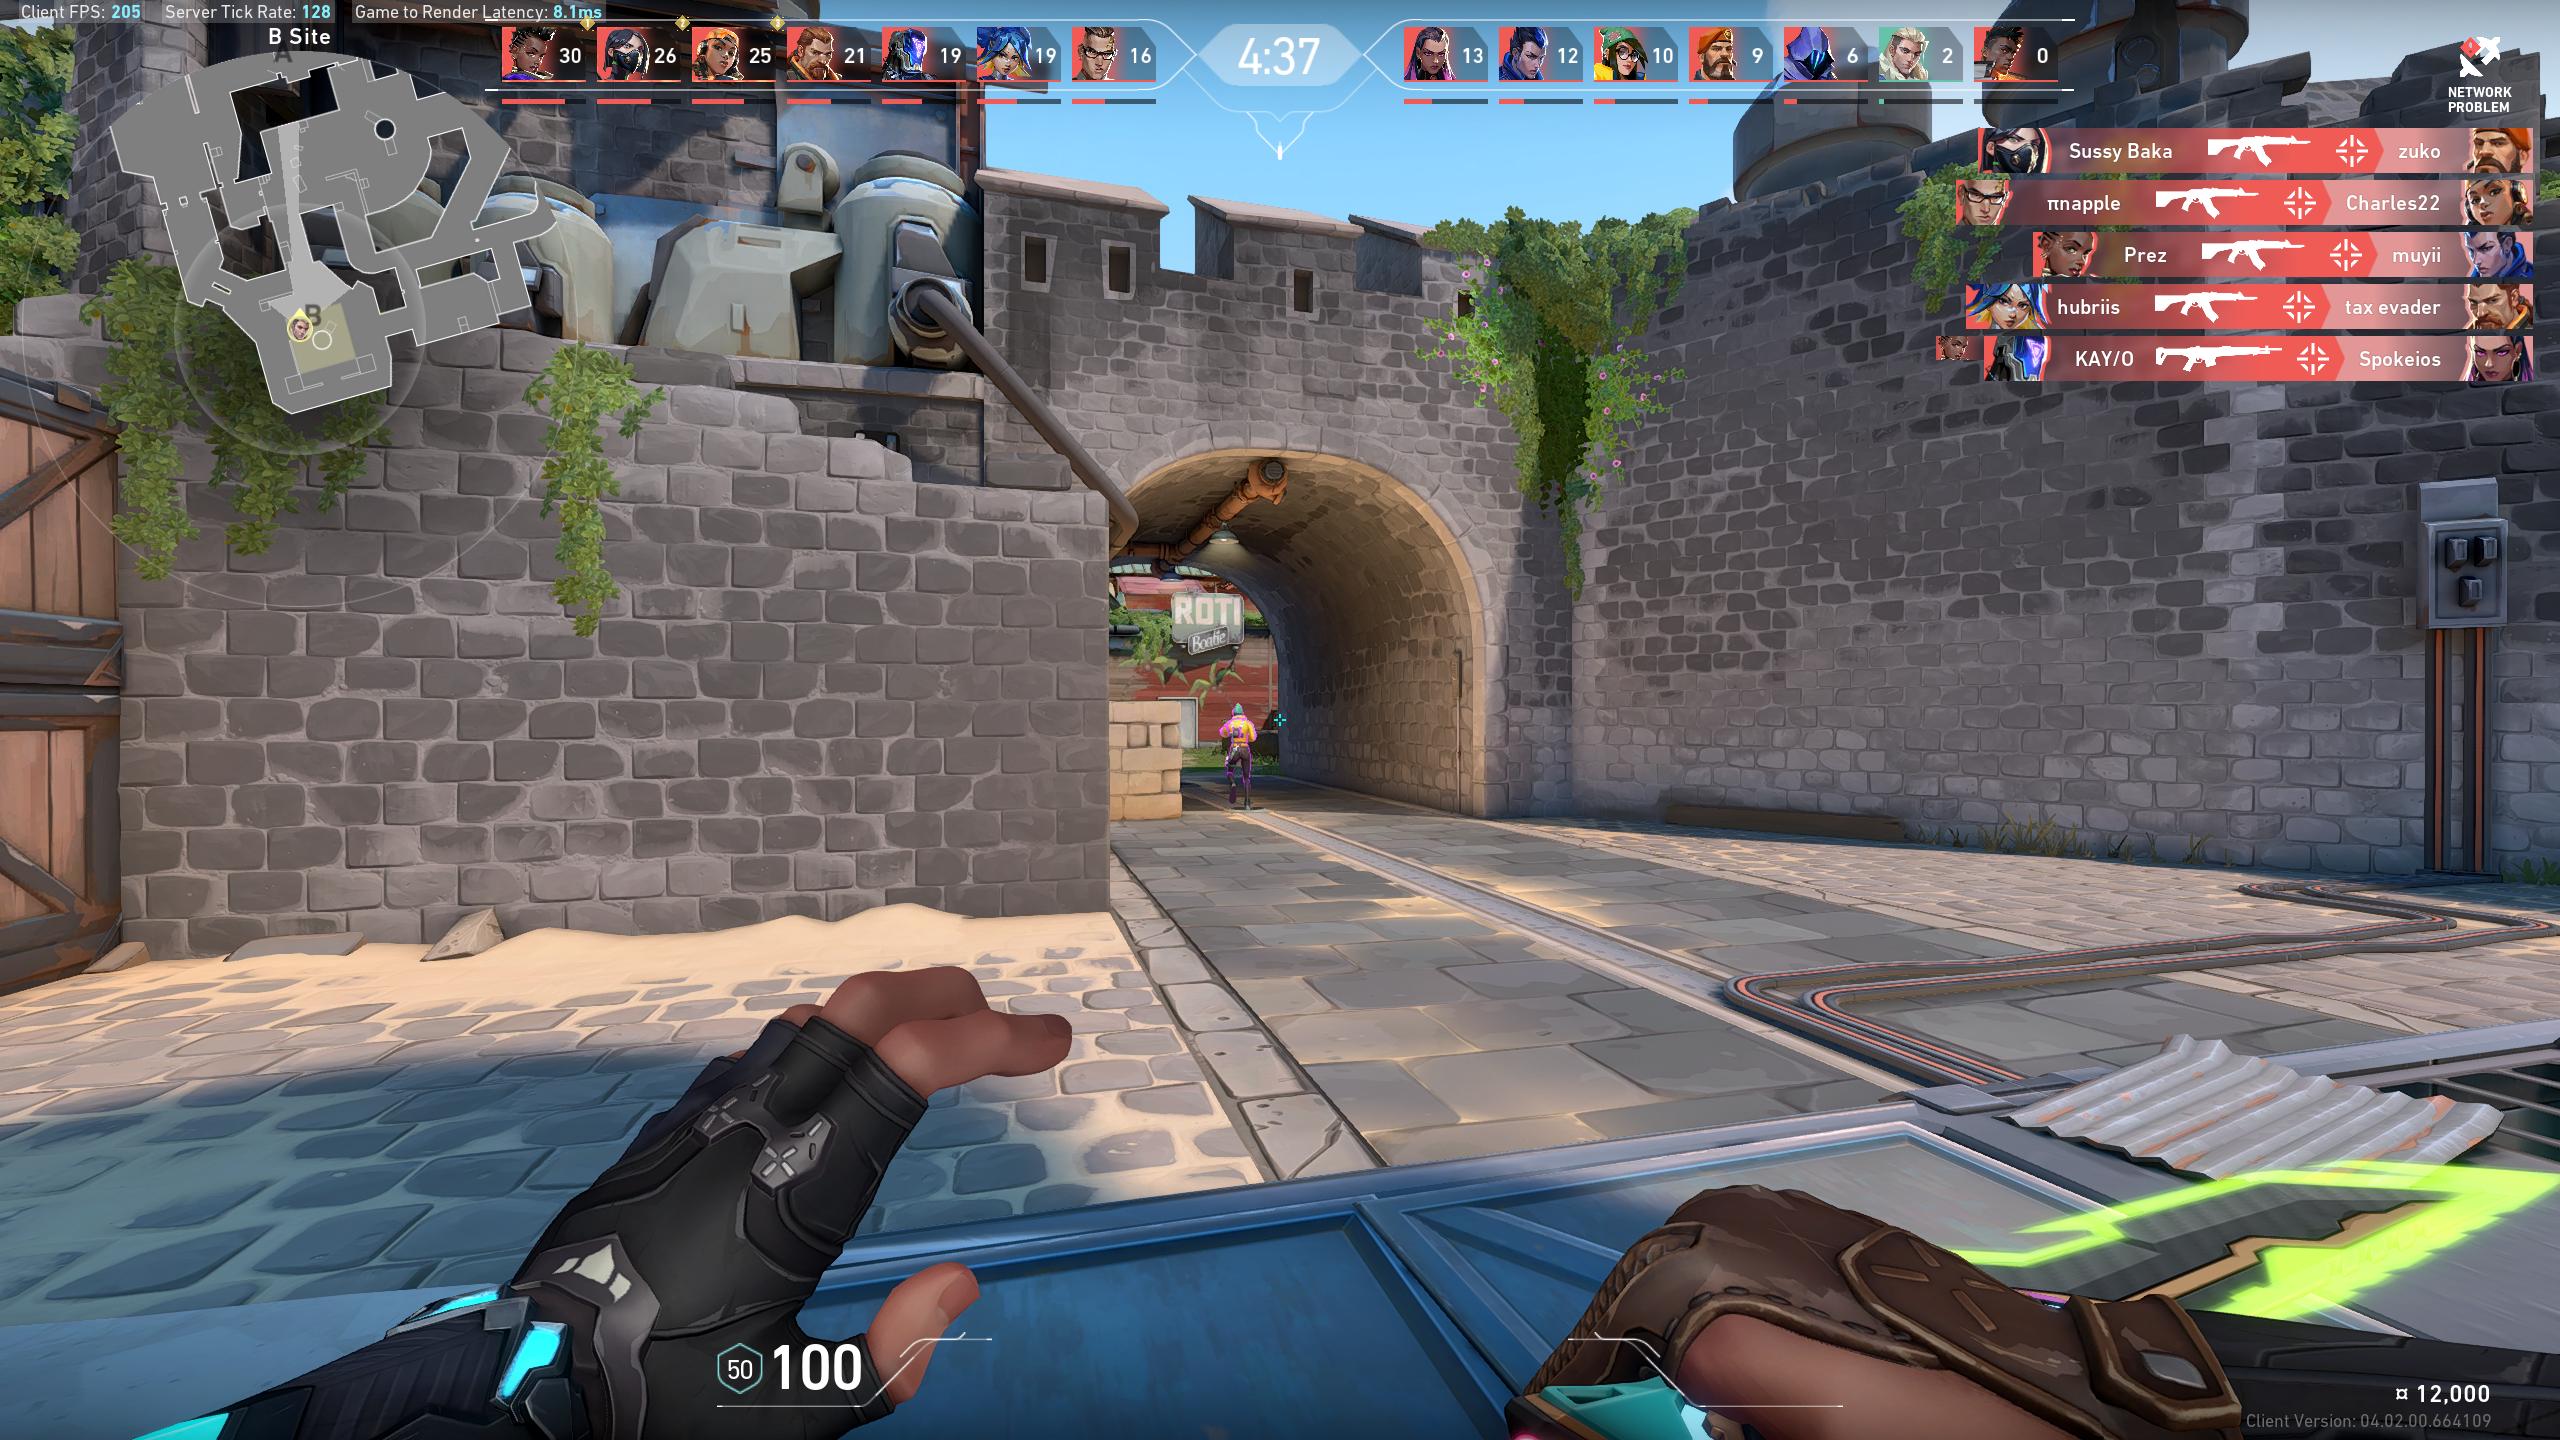 Client FPS: 205 Server Tick Rate: 128 Game to Render Latency: 8.1ms
B Site
A
B
30 26 25 21 19 19 16
4:37
13 12 10 9 6 2 0
NETWORK
PROBLEM
Sussy Baka zuko
πnapple Charles22
Prez muyii
hubriis tax evader
KAY/O Spokeios
ROTI
Boatie
50 100
¤ 12,000
Client Version: 04.02.00.664109